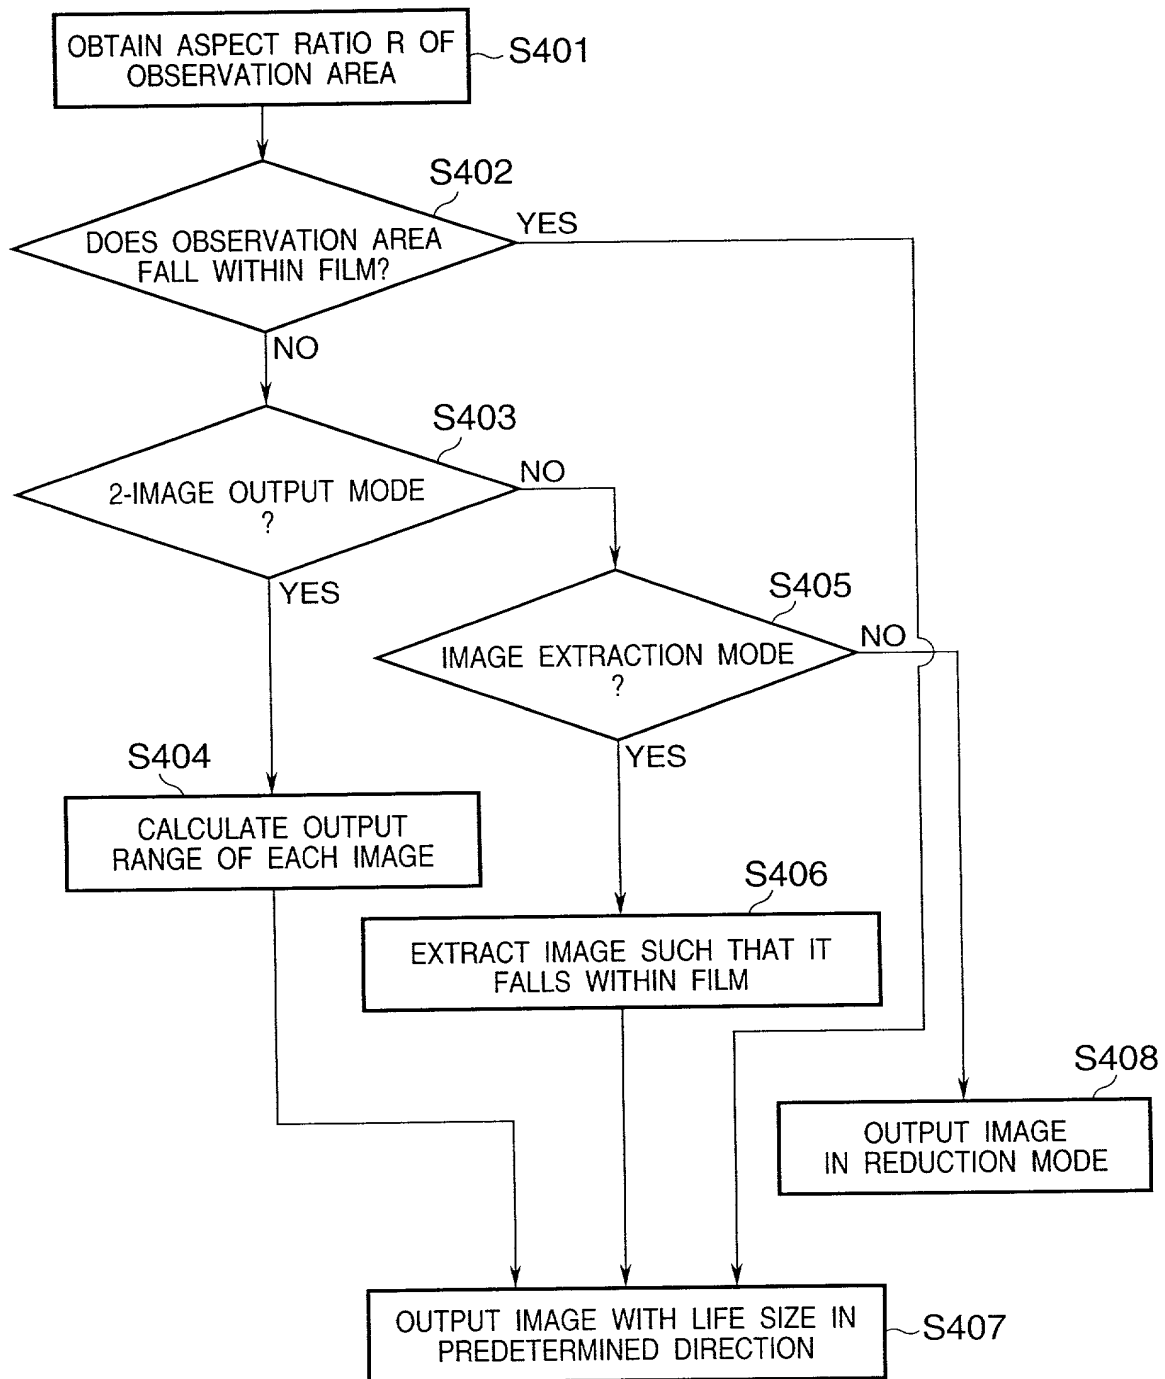 OBTAIN ASPECT RATIO R OF
OBSERVATION AREA
S401
S402
DOES OBSERVATION AREA
FALL WITHIN FILM?
YES
NO
S403
2-IMAGE OUTPUT MODE
?
NO
YES
S405
IMAGE EXTRACTION MODE
?
NO
YES
S404
CALCULATE OUTPUT
RANGE OF EACH IMAGE
S406
EXTRACT IMAGE SUCH THAT IT
FALLS WITHIN FILM
S408
OUTPUT IMAGE
IN REDUCTION MODE
OUTPUT IMAGE WITH LIFE SIZE IN
PREDETERMINED DIRECTION
S407